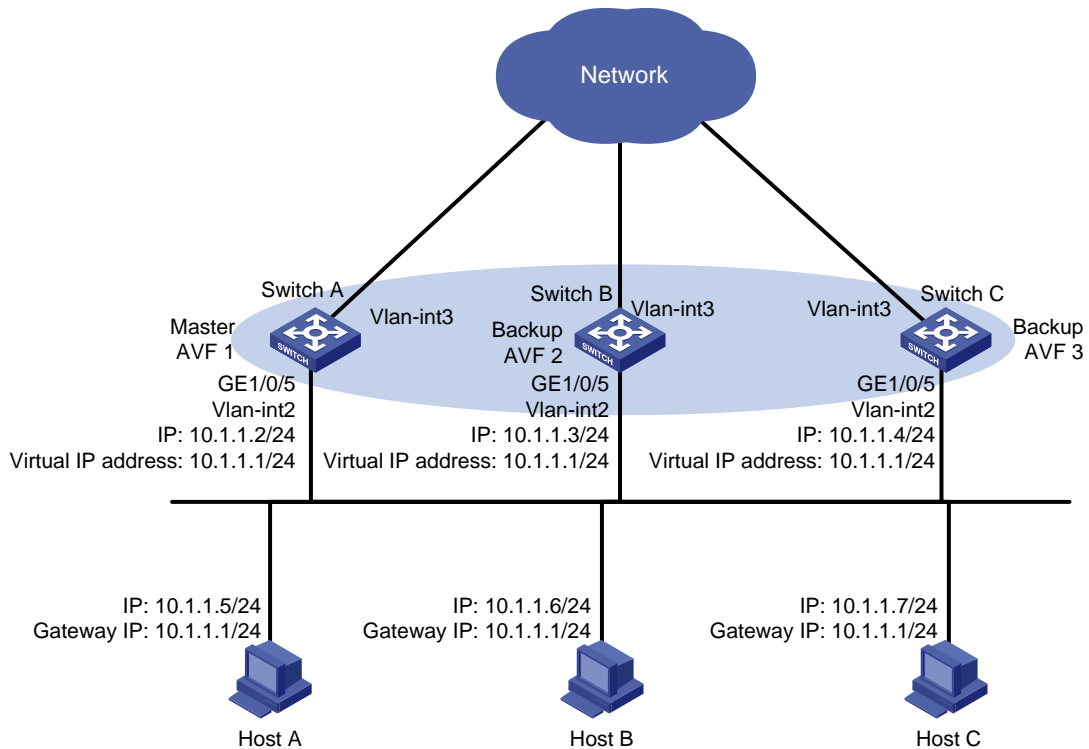 Network
Switch A
Vlan-int3
Master
AVF 1
SWITCH
GE1/0/5
Vlan-int2
IP: 10.1.1.2/24
Virtual IP address: 10.1.1.1/24
Switch B
Vlan-int3
Backup
AVF 2
SWITCH
GE1/0/5
Vlan-int2
IP: 10.1.1.3/24
Virtual IP address: 10.1.1.1/24
Switch C
Vlan-int3
Backup
AVF 3
SWITCH
GE1/0/5
Vlan-int2
IP: 10.1.1.4/24
Virtual IP address: 10.1.1.1/24
IP: 10.1.1.5/24
Gateway IP: 10.1.1.1/24
Host A
IP: 10.1.1.6/24
Gateway IP: 10.1.1.1/24
Host B
IP: 10.1.1.7/24
Gateway IP: 10.1.1.1/24
Host C